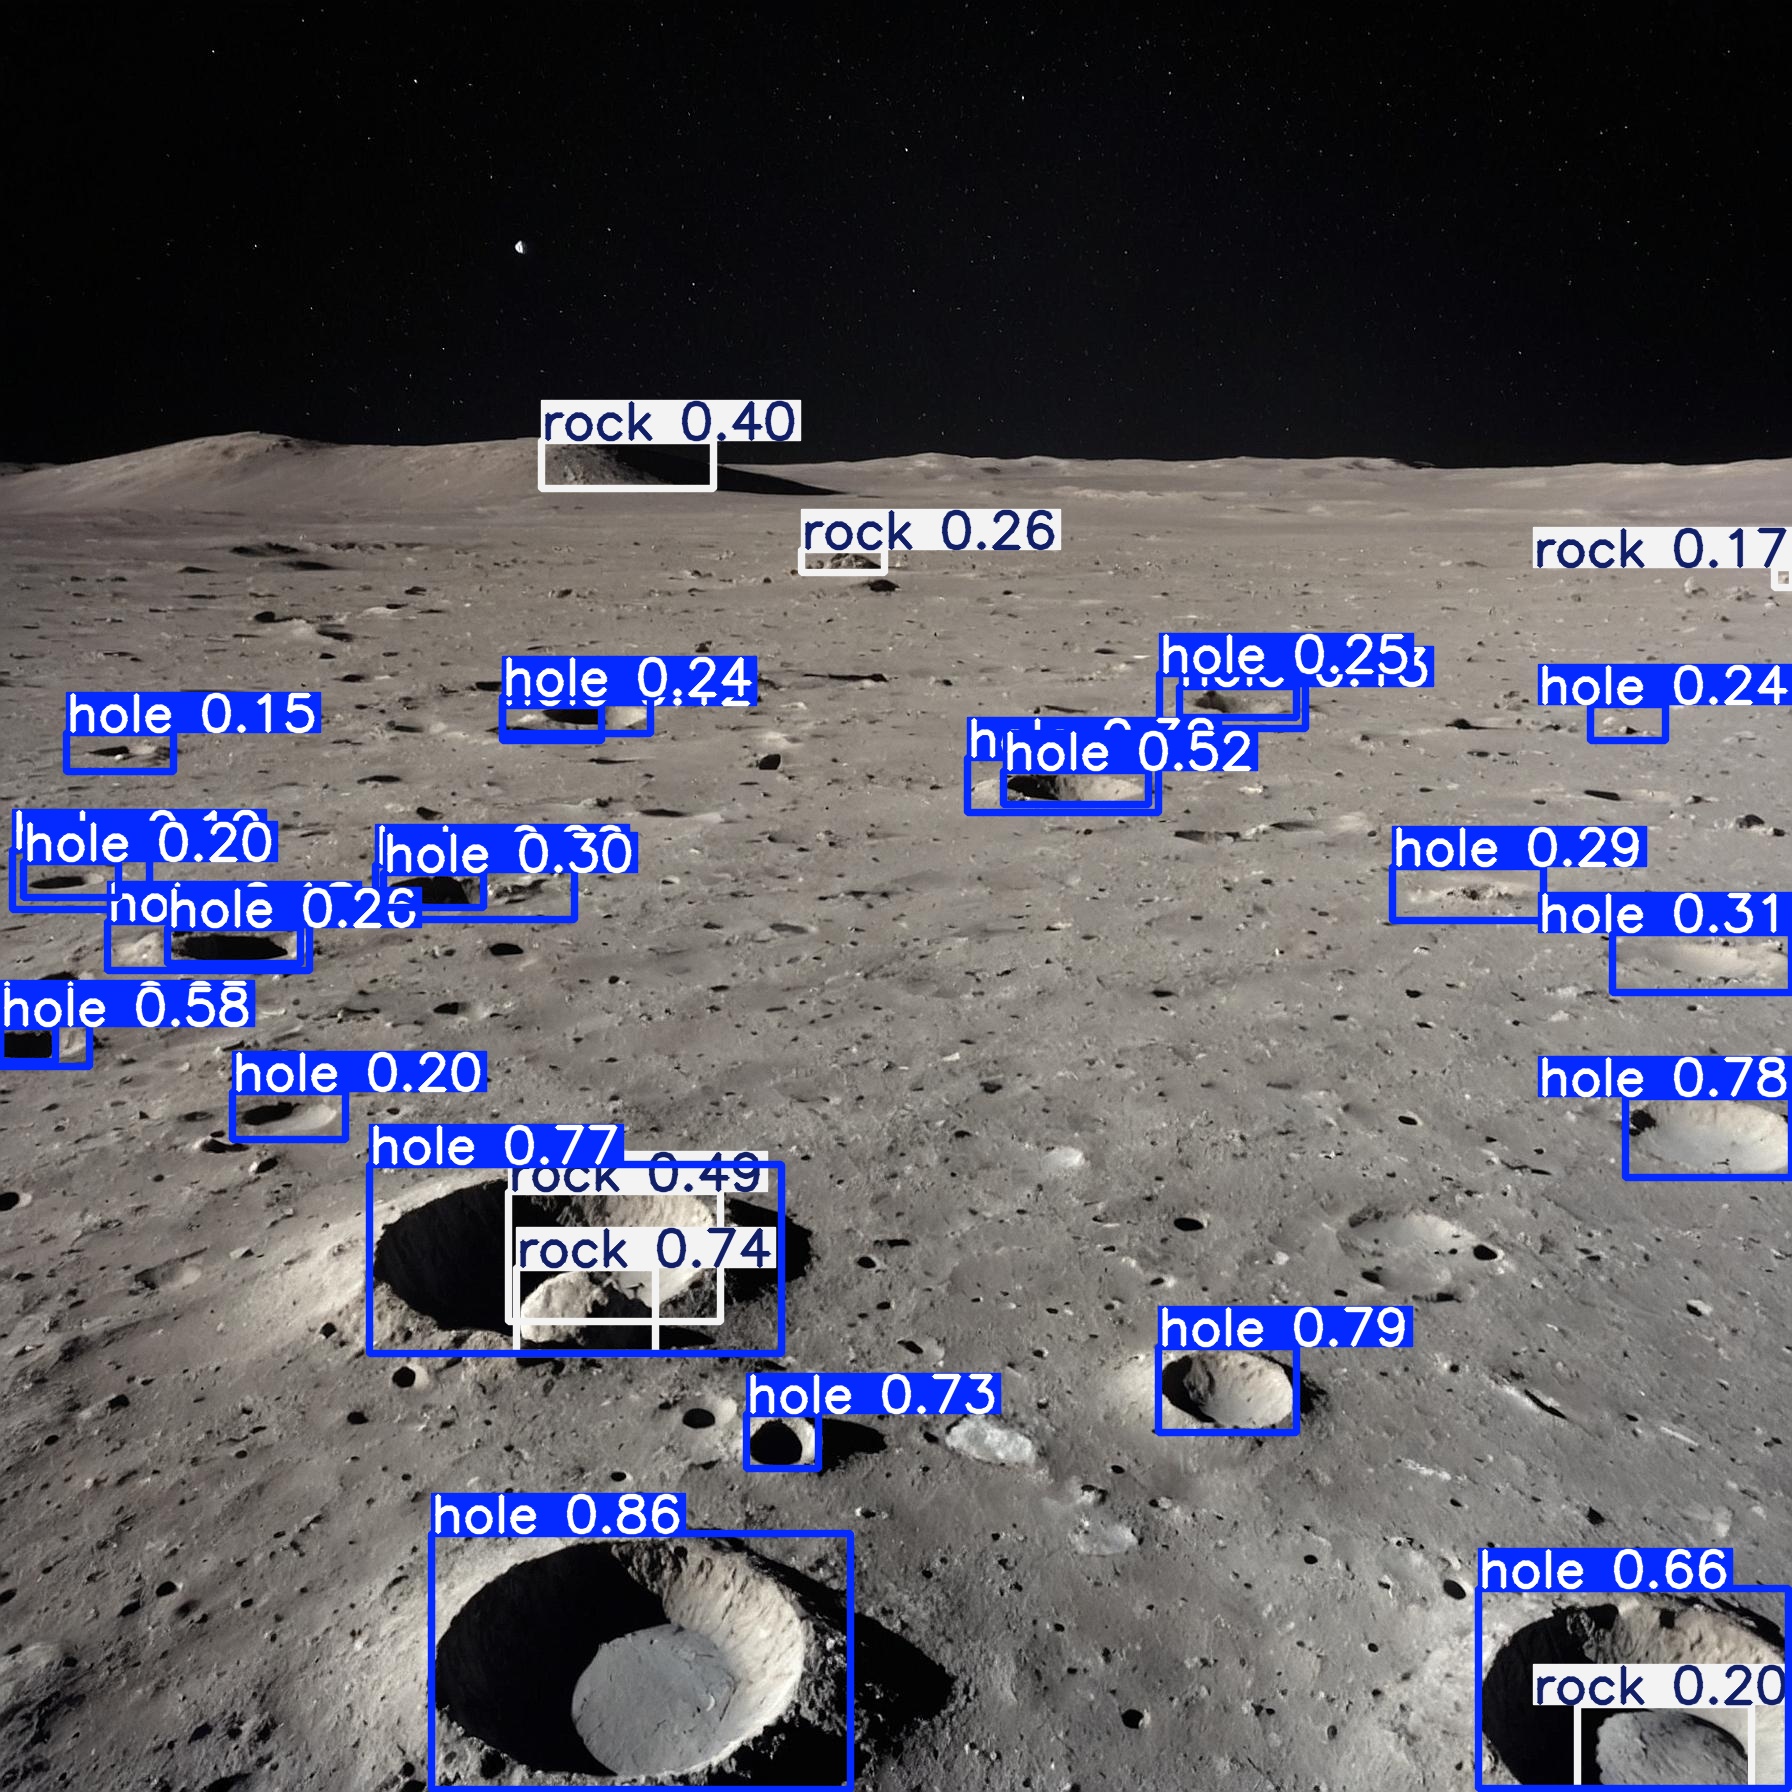 rock 0.40
rock 0.26
rock 0.17
hole 0.25
hole 0.24
hole 0.24
hole 0.15
hole 0.52
hole 0.20
hole 0.30
hole 0.29
hole 0.26
hole 0.31
hole 0.58
hole 0.20
hole 0.78
hole 0.77
rock 0.49
rock 0.74
hole 0.79
hole 0.73
hole 0.86
hole 0.66
rock 0.20